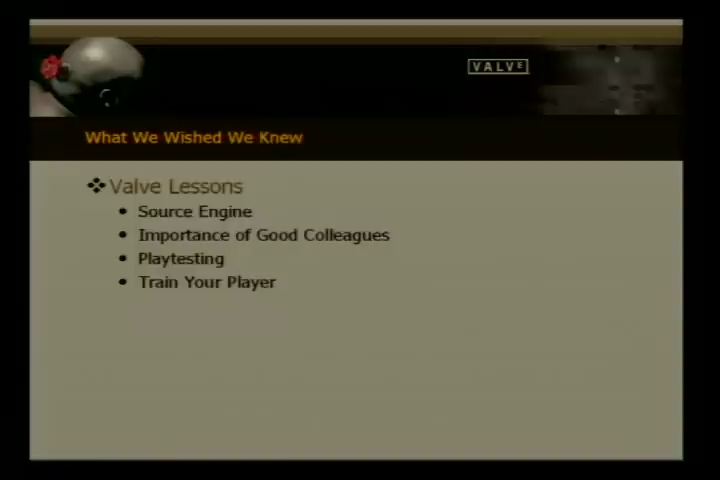 VALVE
What We Wished We Knew
Valve Lessons
Source Engine
Importance of Good Colleagues
Playtesting
Train Your Player